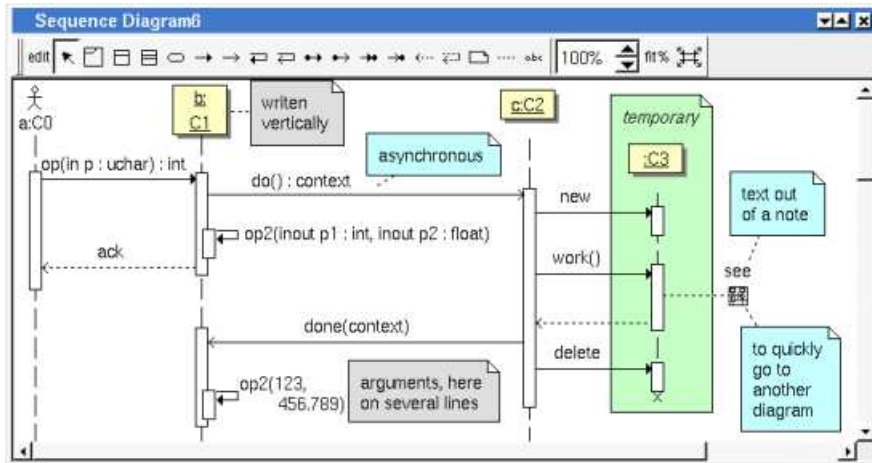 Sequence Diagram6
edit
abc
100%
fit%
a:C0
b:
C1
writen
vertically
c:C2
temporary
:C3
asynchronous
op(in p : uchar) : int
do() : context
new
text out
of a note
op2(inout p1 : int, inout p2 : float)
ack
work()
see
done(context)
delete
to quickly
go to
another
diagram
op2(123,
456,789)
arguments, here
on several lines